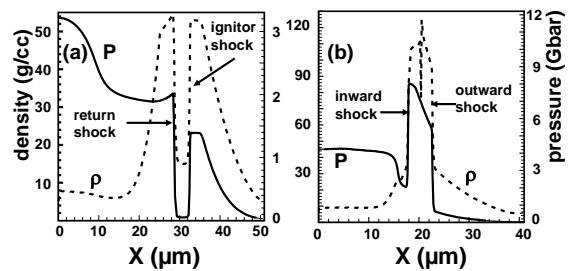 density (g/cc)
50
40
30
20
10
(a)
P
ignitor
shock
return
shock
ρ
3
2
1
0
0
10
20
30
40
50
X (μm)
120
90
60
30
(b)
inward
shock
outward
shock
P
ρ
12
9
6
3
0
pressure (Gbar)
0
10
20
30
40
X (μm)